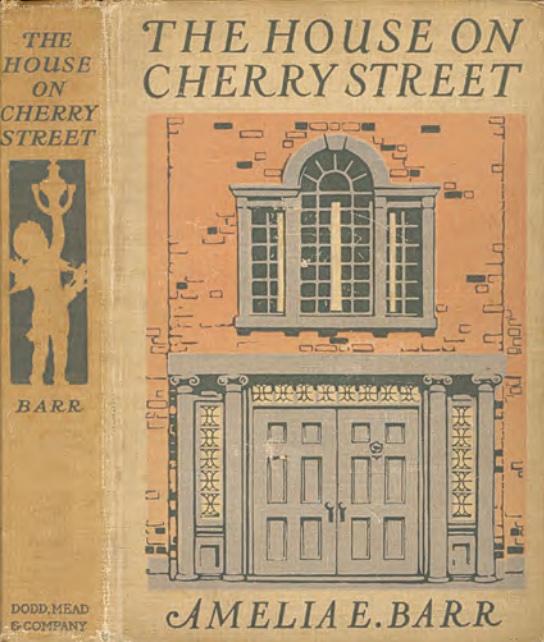 THE
HOUSE
ON
CHERRY
STREET
BARR
DODD, MEAD
& COMPANY
THE HOUSE ON
CHERRY STREET
AMELIA E. BARR